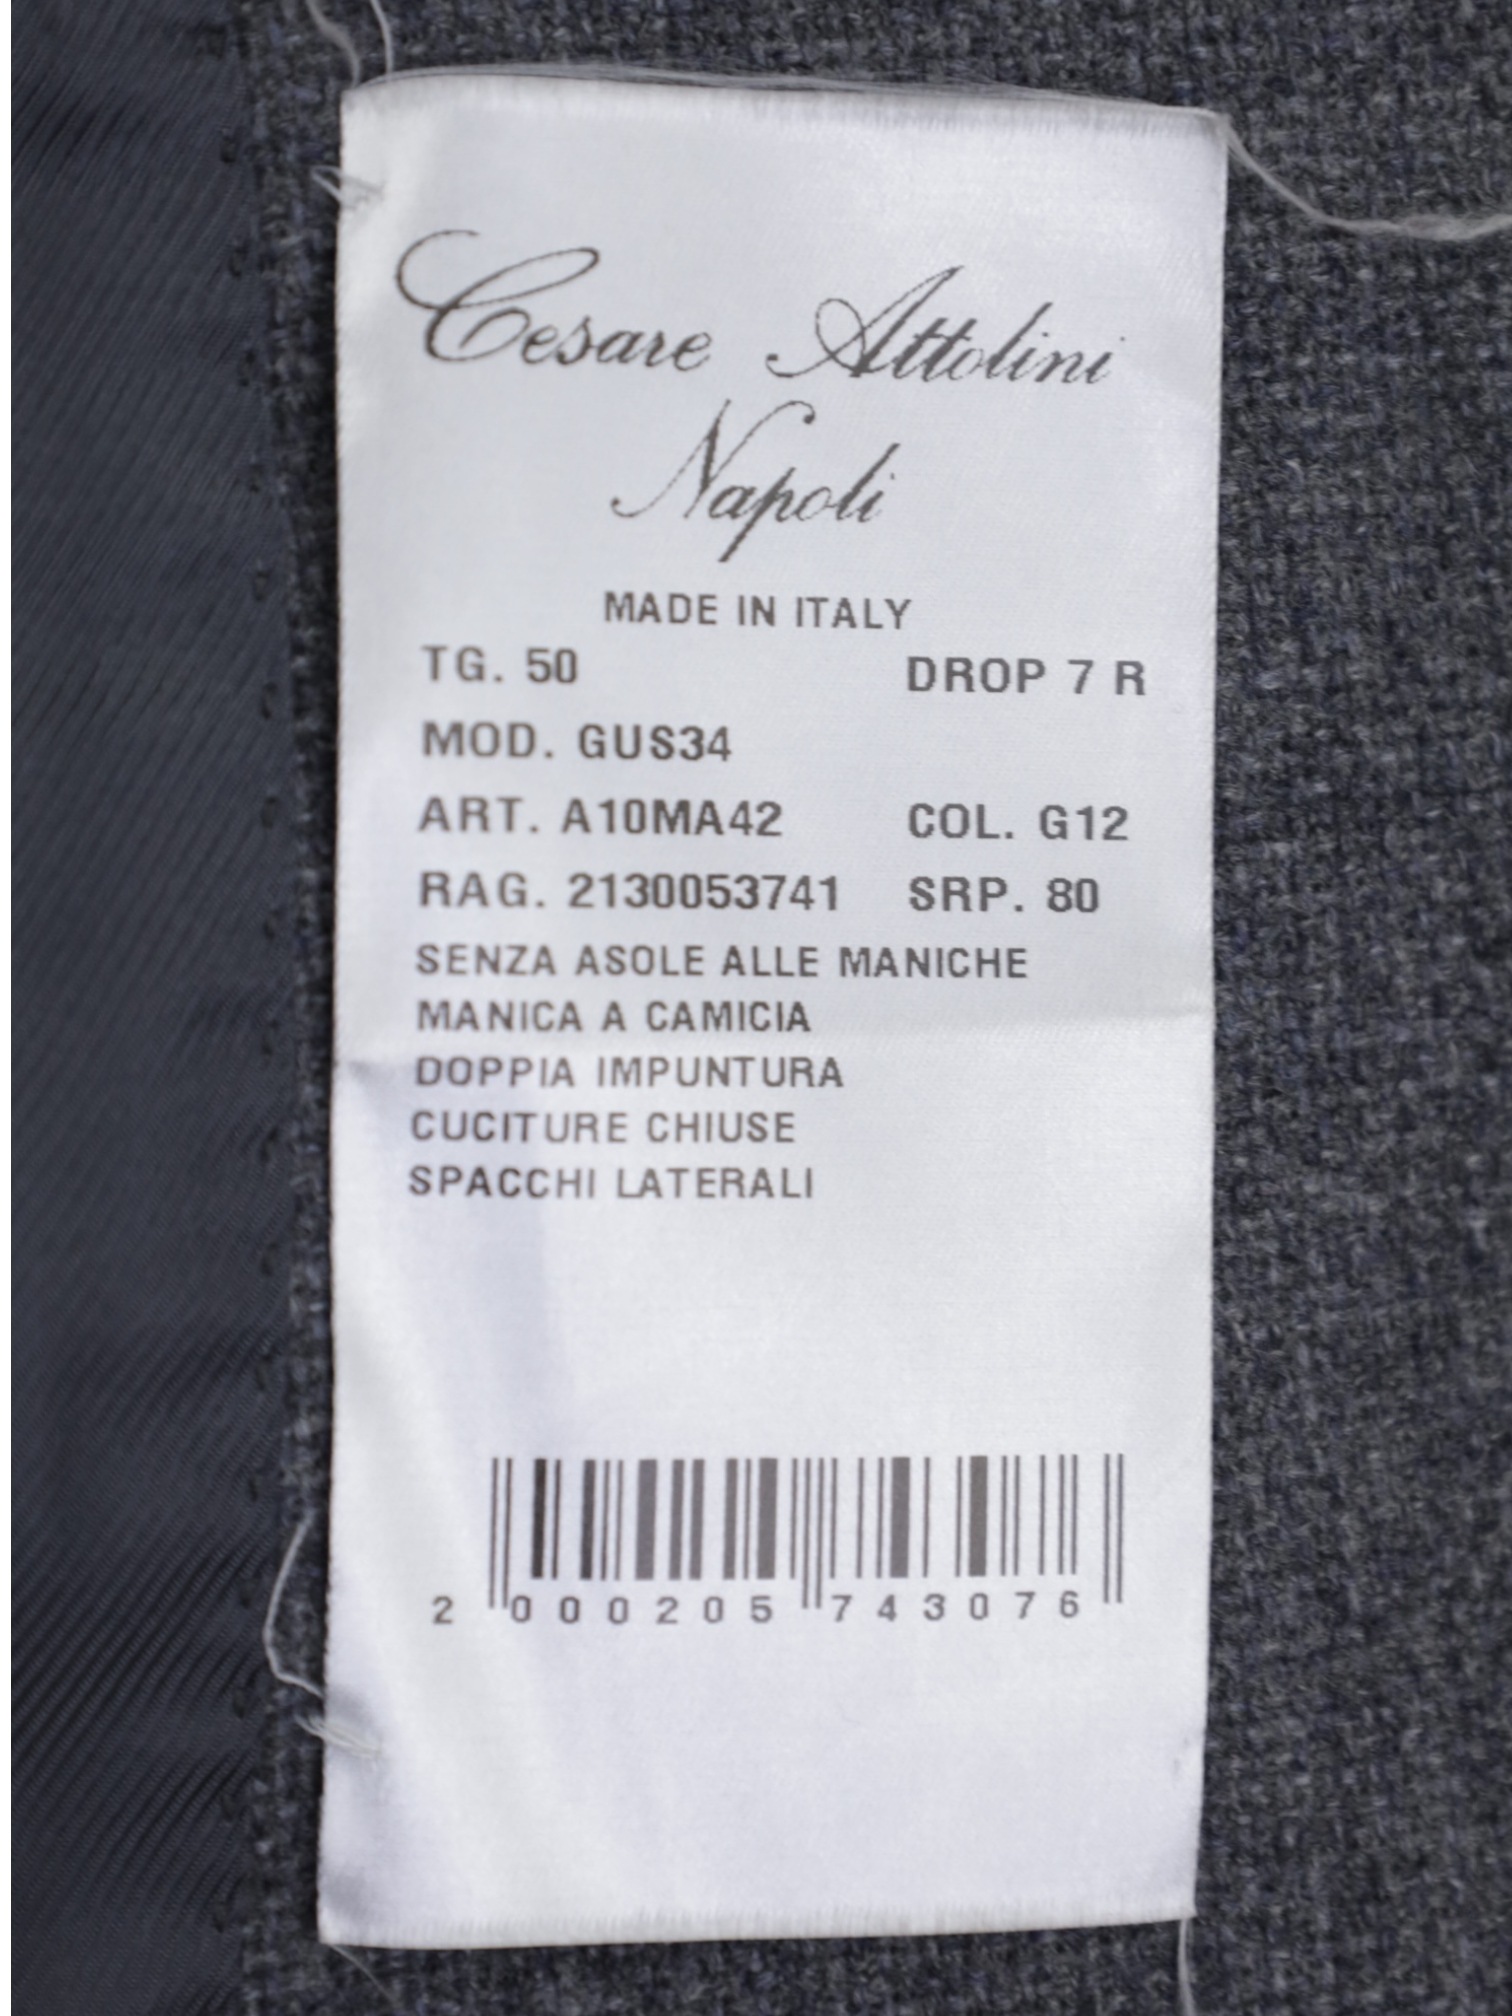 Cesare Attolini
Napoli
MADE IN ITALY
TG. 50 DROP 7 R
MOD. GUS34
ART. A10MA42 COL. G12
RAG. 2130053741 SRP. 80
SENZA ASOLE ALLE MANICHE
MANICA A CAMICIA
DOPPIA IMPUNTURA
CUCITURE CHIUSE
SPACCHI LATERALI
2 000205 743076